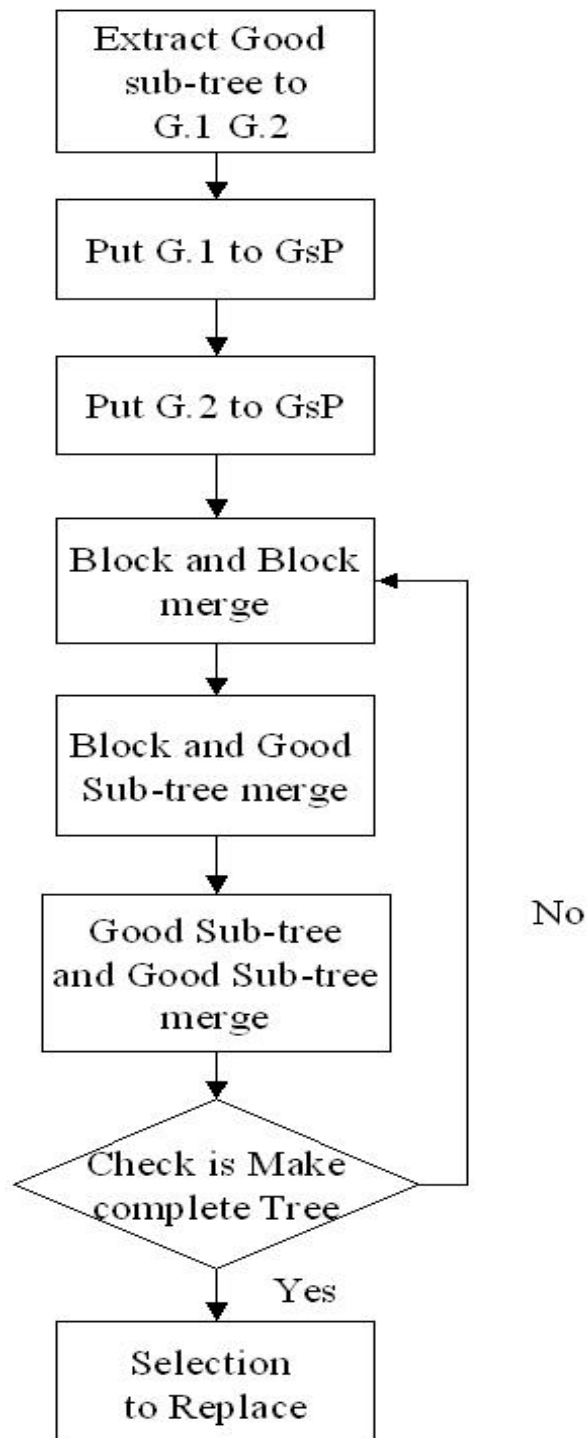 Extract Good
sub-tree to
G.1 G.2
Put G.1 to GsP
Put G.2 to GsP
Block and Block
merge
Block and Good
Sub-tree merge
Good Sub-tree
and Good Sub-tree
merge
No
Check is Make
complete Tree
Yes
Selection
to Replace